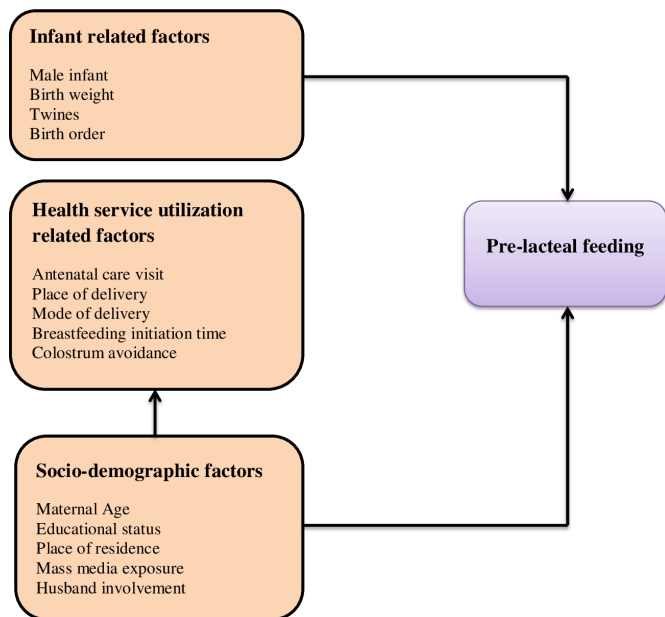 Infant related factors
Male infant
Birth weight
Twines
Birth order
Health service utilization
related factors
Antenatal care visit
Place of delivery
Mode of delivery
Breastfeeding initiation time
Colostrum avoidance
Pre-lacteal feeding
Socio-demographic factors
Maternal Age
Educational status
Place of residence
Mass media exposure
Husband involvement